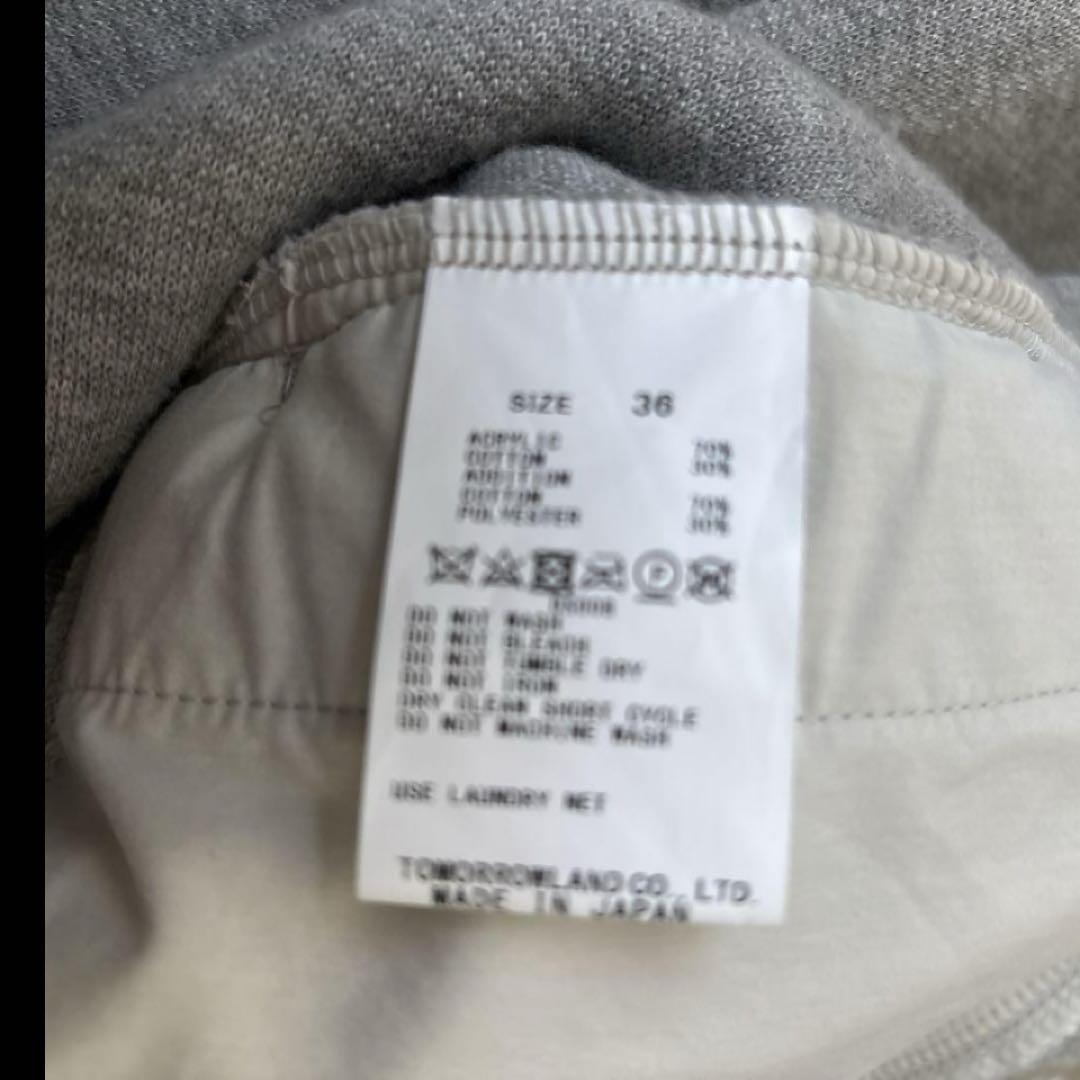 SIZE 36
ACRYLIC 70%
COTTON 30%
ADDITION
COTTON 70%
POLYESTER 30%
P
DO NOT WASH
DO NOT BLEACH
DO NOT TUMBLE DRY
DO NOT IRON
DRY CLEAN SHORT CYCLE
DO NOT MACHINE WASH
USE LAUNDRY NET
TOMORROWLAND CO., LTD.
MADE IN JAPAN